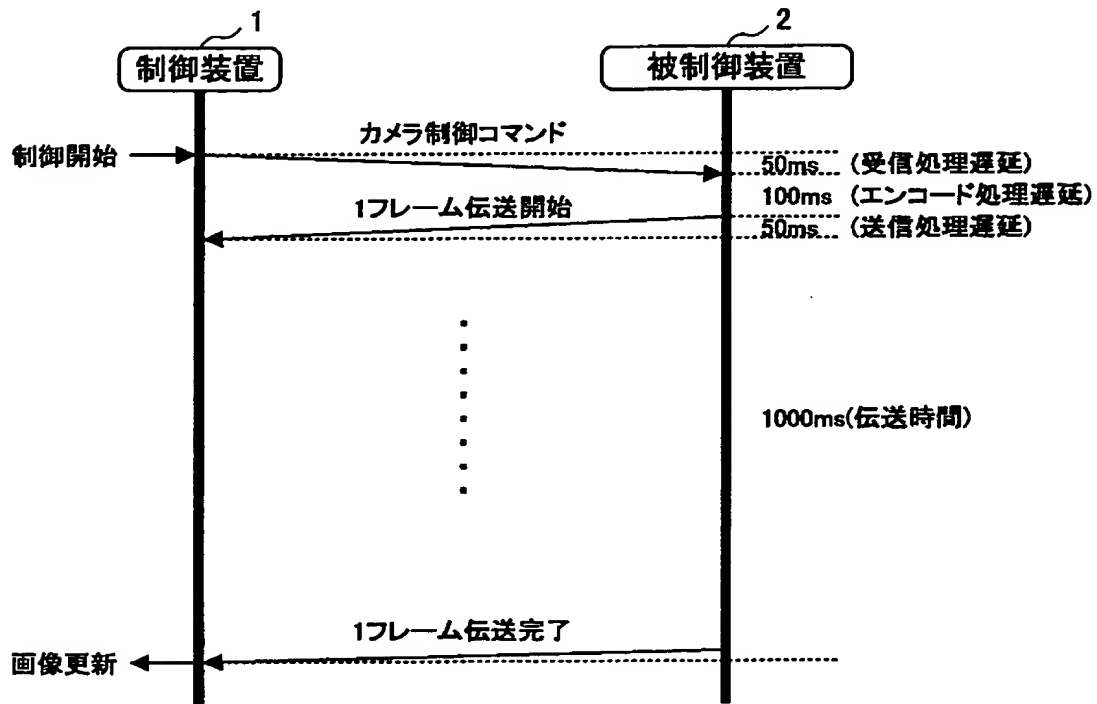 1
2
制御装置
被制御装置
制御開始
カメラ制御コマンド
50ms (受信処理遅延)
100ms (エンコード処理遅延)
1フレーム伝送開始
50ms (送信処理遅延)
1000ms(伝送時間)
1フレーム伝送完了
画像更新